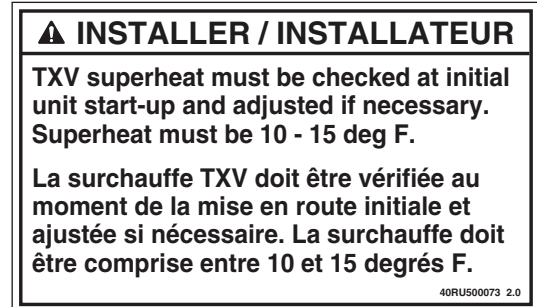 INSTALLER / INSTALLATEUR
TXV superheat must be checked at initial
unit start-up and adjusted if necessary.
Superheat must be 10 - 15 deg F.
La surchauffe TXV doit être vérifiée au
moment de la mise en route initiale et
ajustée si nécessaire. La surchauffe doit
être comprise entre 10 et 15 degrés F.
40RU500073 2.0